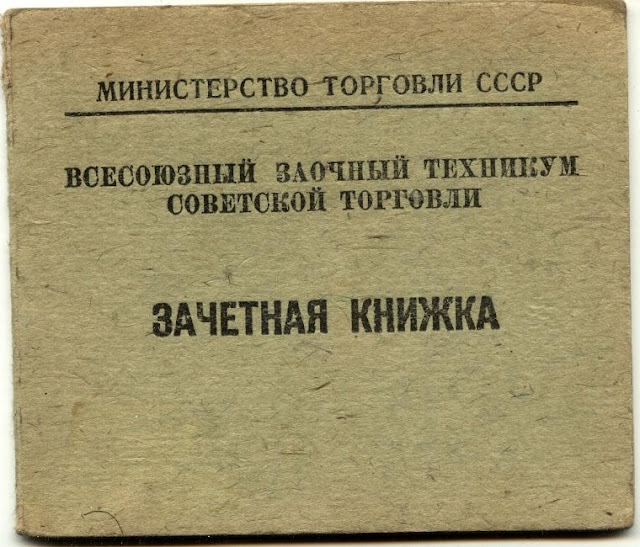 МИНИСТЕРСТВО ТОРГОВЛИ СССР
ВСЕСОЮЗНЫЙ ЗАОЧНЫЙ ТЕХНИКУМ
СОВЕТСКОЙ ТОРГОВЛИ
ЗАЧЕТНАЯ КНИЖКА